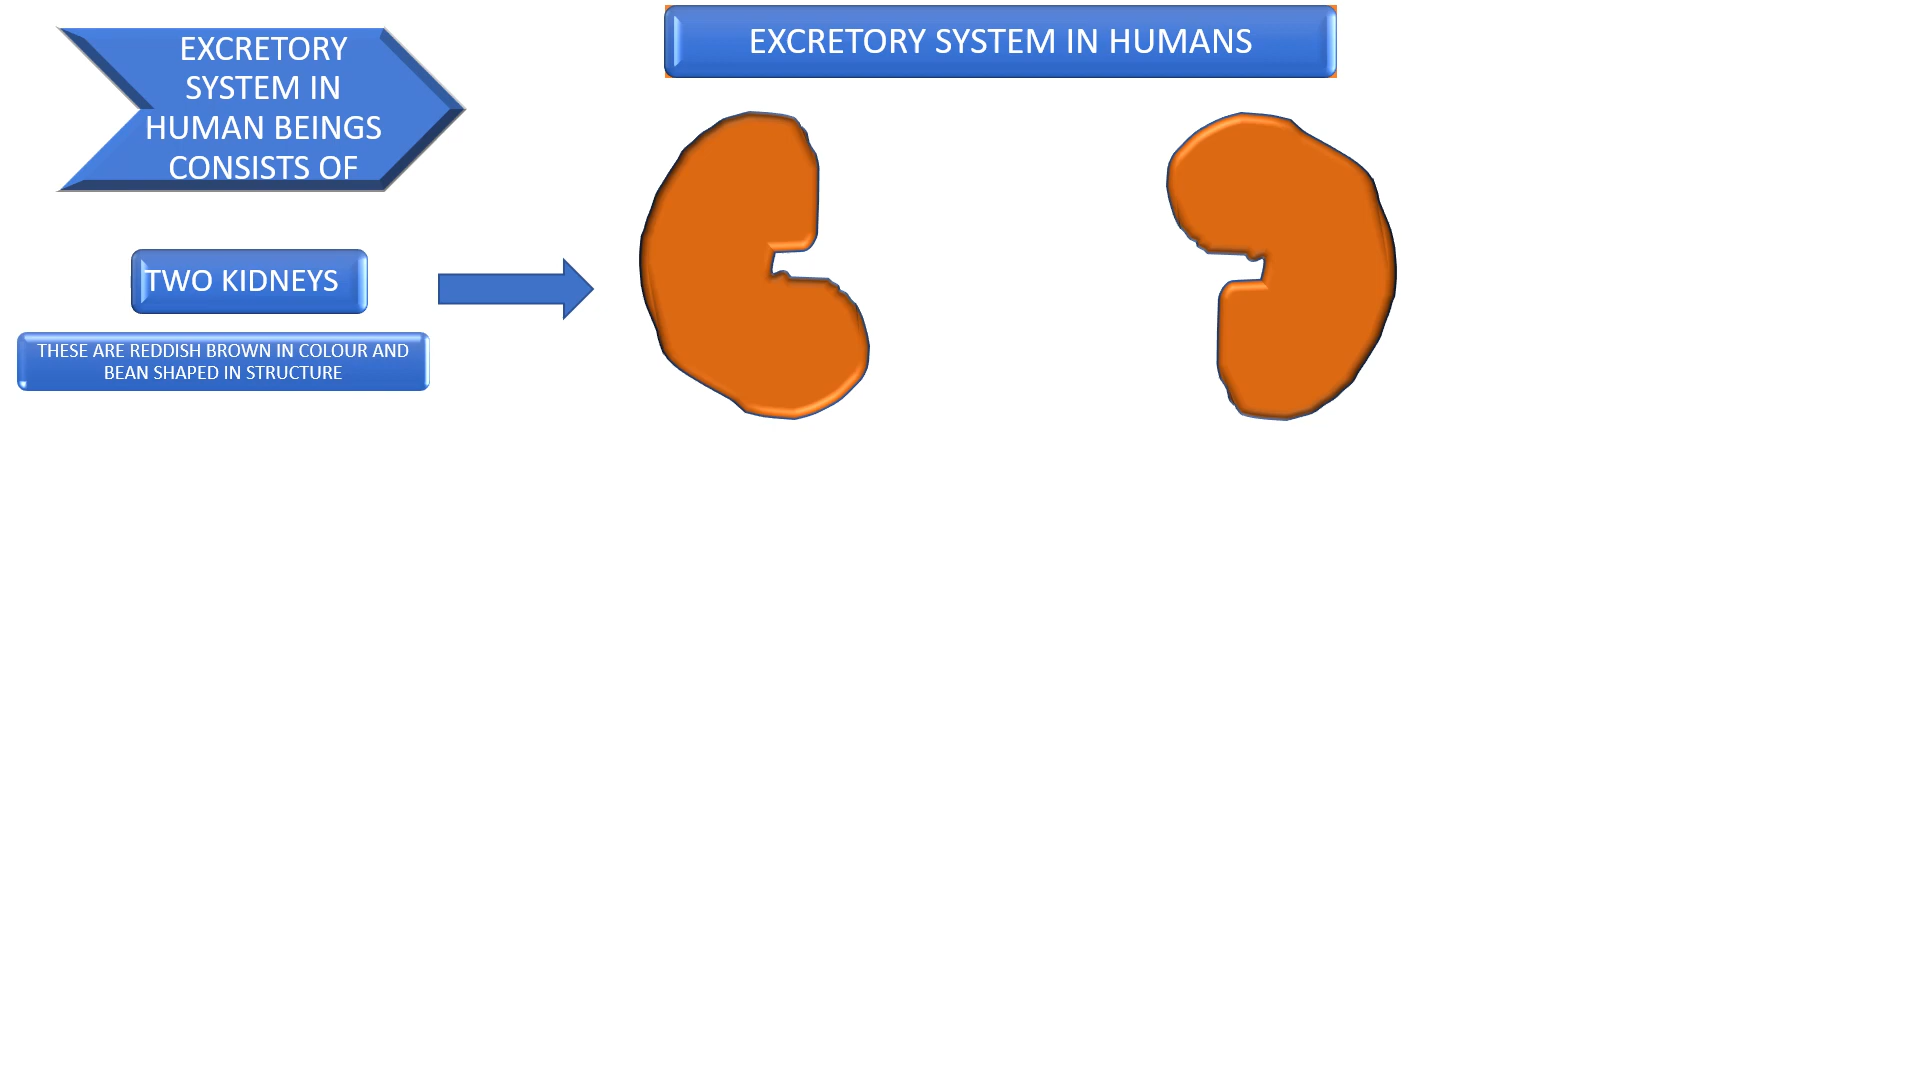 EXCRETORY SYSTEM IN HUMANS
EXCRETORY
SYSTEM IN
HUMAN BEINGS
CONSISTS OF
TWO KIDNEYS
THESE ARE REDDISH BROWN IN COLOUR AND
BEAN SHAPED IN STRUCTURE